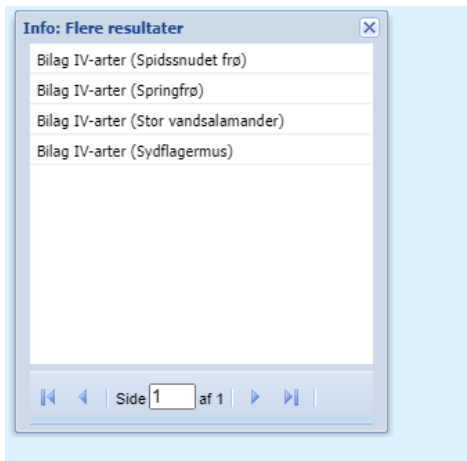 Info: Flere resultater
Bilag IV-arter (Spidssnudet frø)
Bilag IV-arter (Springfrø)
Bilag IV-arter (Stor vandsalamander)
Bilag IV-arter (Sydflagermus)
Side 1 af 1